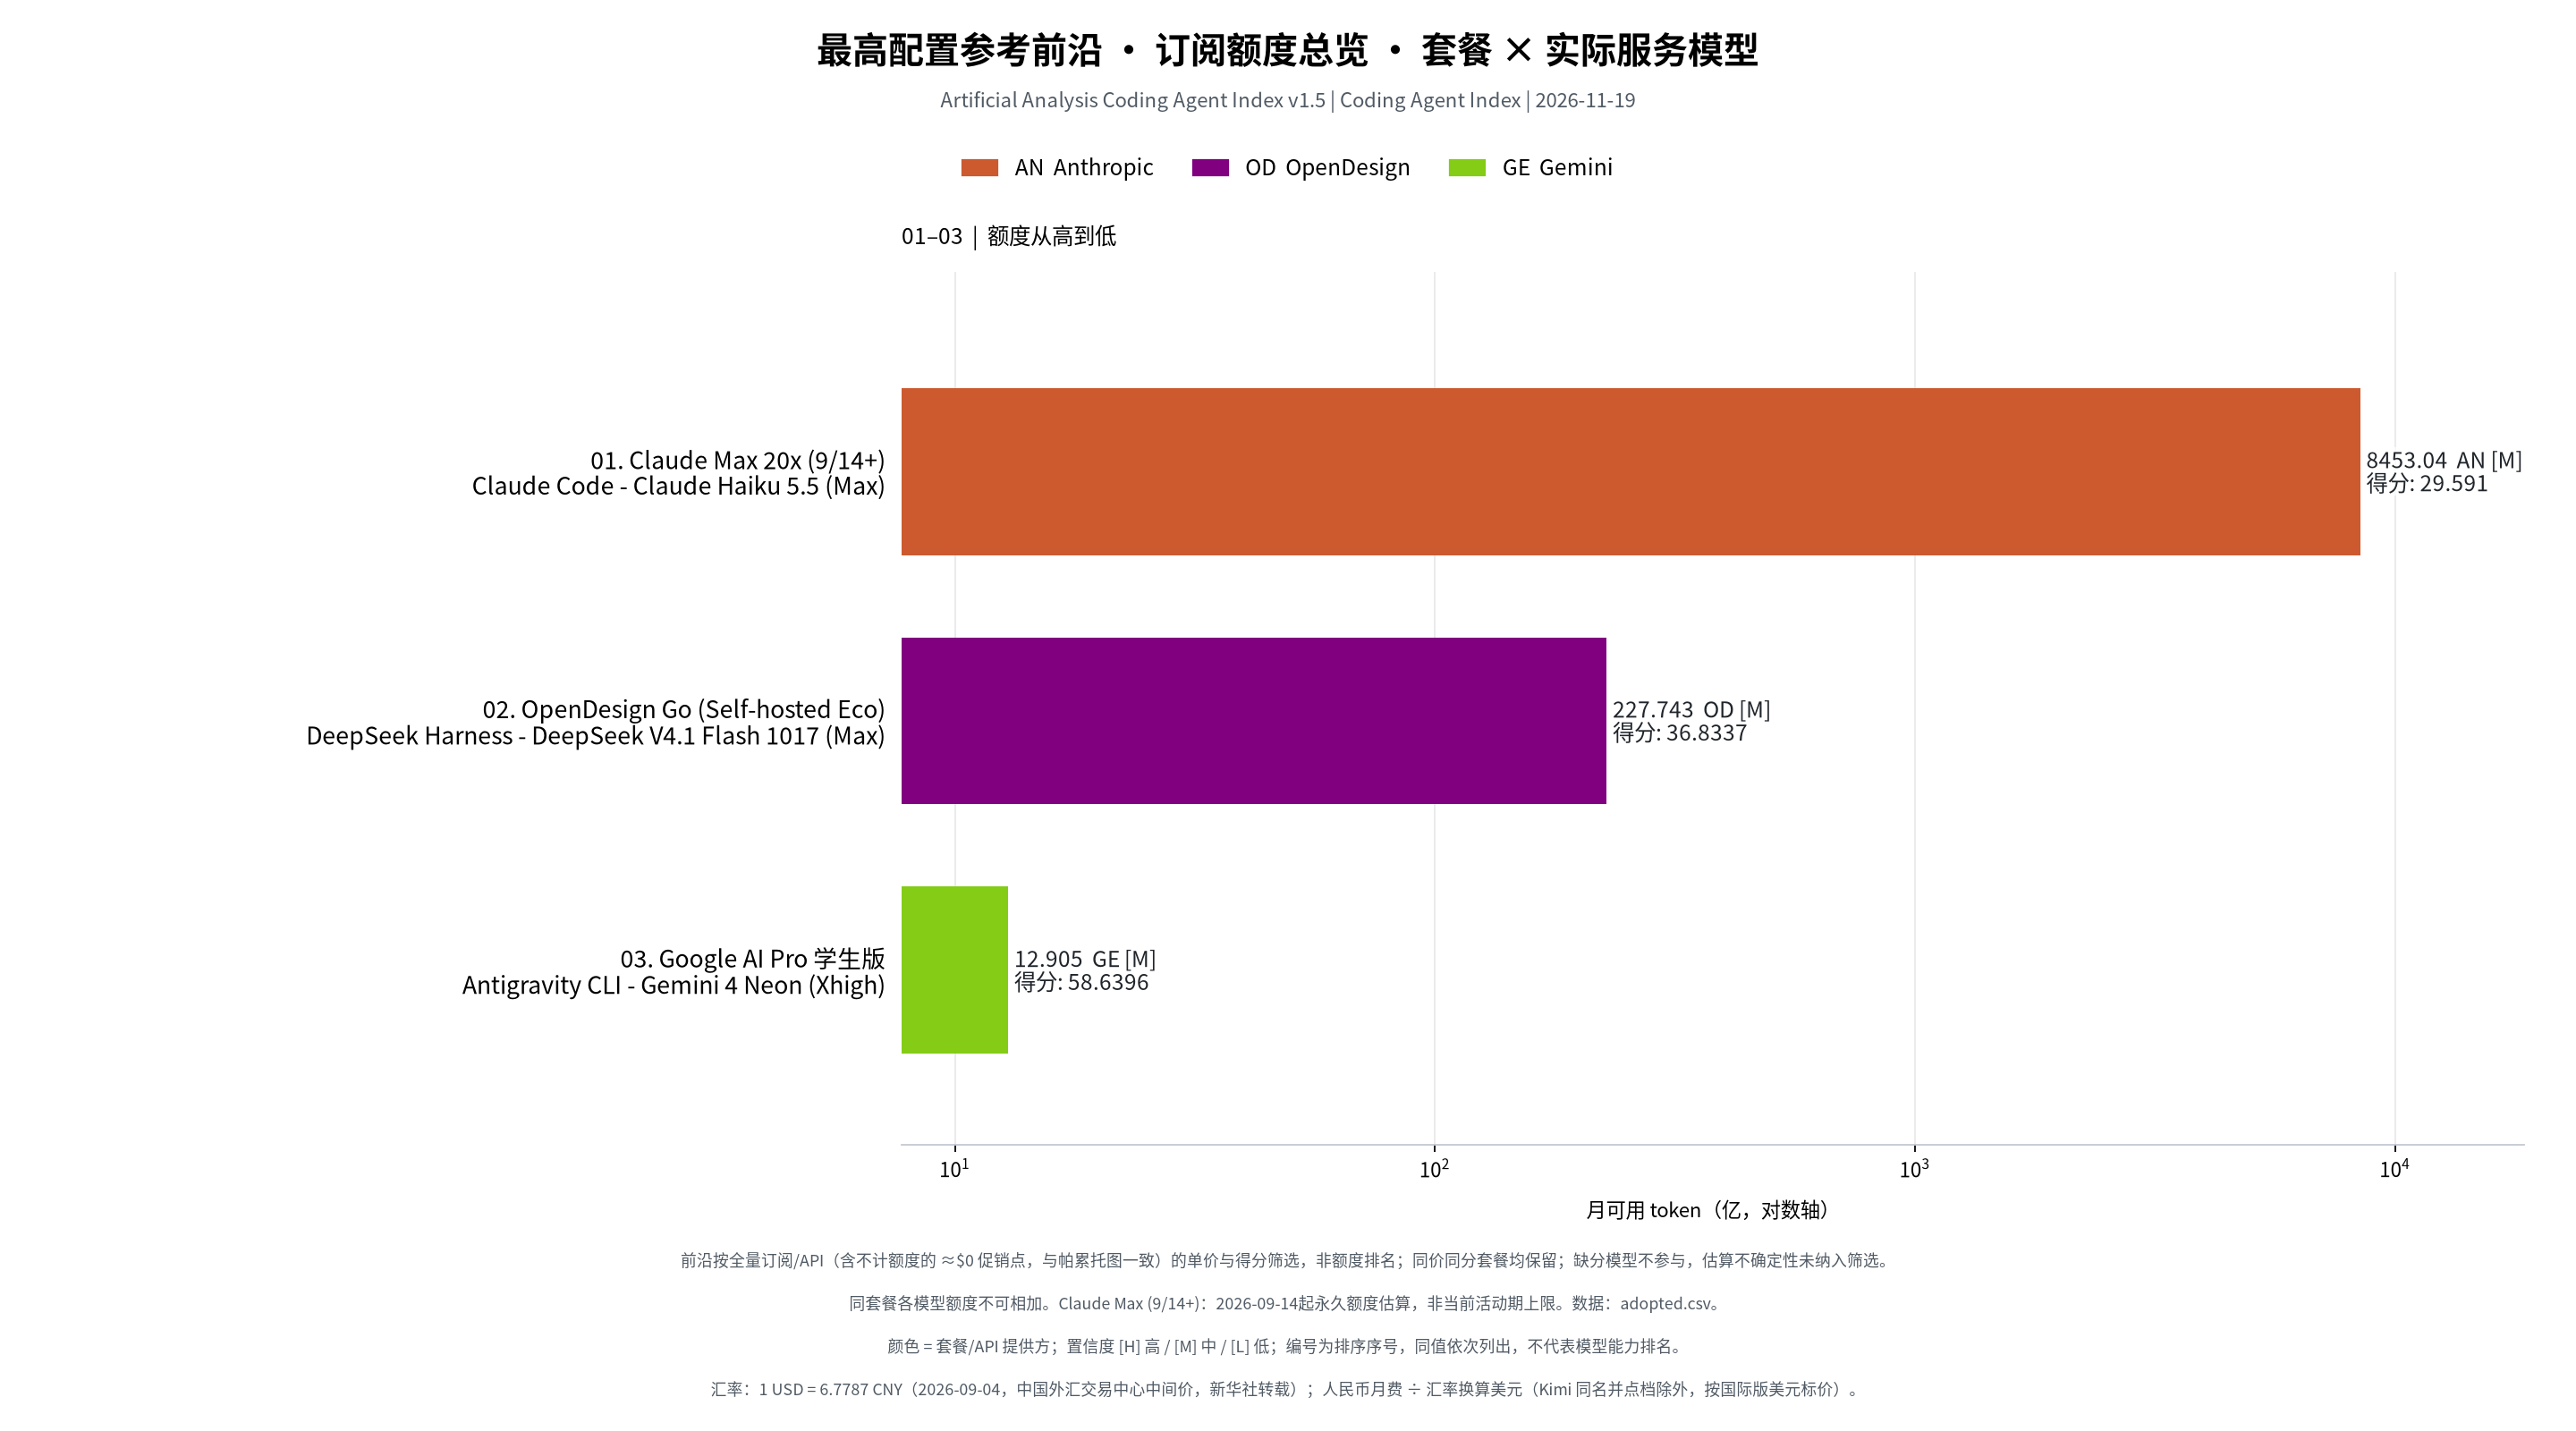 最高配置参考前沿 · 订阅额度总览 · 套餐 × 实际服务模型
Artificial Analysis Coding Agent Index v1.5 | Coding Agent Index | 2026-11-19
AN Anthropic
OD OpenDesign
GE Gemini
01–03 | 额度从高到低
01. Claude Max 20x (9/14+)
Claude Code - Claude Haiku 5.5 (Max)
8453.04 AN [M]
得分: 29.591
02. OpenDesign Go (Self-hosted Eco)
DeepSeek Harness - DeepSeek V4.1 Flash 1017 (Max)
227.743 OD [M]
得分: 36.8337
03. Google AI Pro 学生版
Antigravity CLI - Gemini 4 Neon (Xhigh)
12.905 GE [M]
得分: 58.6396
10¹ 10² 10³ 10⁴
月可用 token（亿，对数轴）
前沿按全量订阅/API（含不计额度的 ≈$0 促销点，与帕累托图一致）的单价与得分筛选，非额度排名；同价同分套餐均保留；缺分模型不参与，估算不确定性未纳入筛选。
同套餐各模型额度不可相加。Claude Max (9/14+)：2026-09-14起永久额度估算，非当前活动期上限。数据：adopted.csv。
颜色 = 套餐/API 提供方；置信度 [H] 高 / [M] 中 / [L] 低；编号为排序序号，同值依次列出，不代表模型能力排名。
汇率：1 USD = 6.7787 CNY（2026-09-04，中国外汇交易中心中间价，新华社转载）；人民币月费 ÷ 汇率换算美元（Kimi 同名并点档除外，按国际版美元标价）。